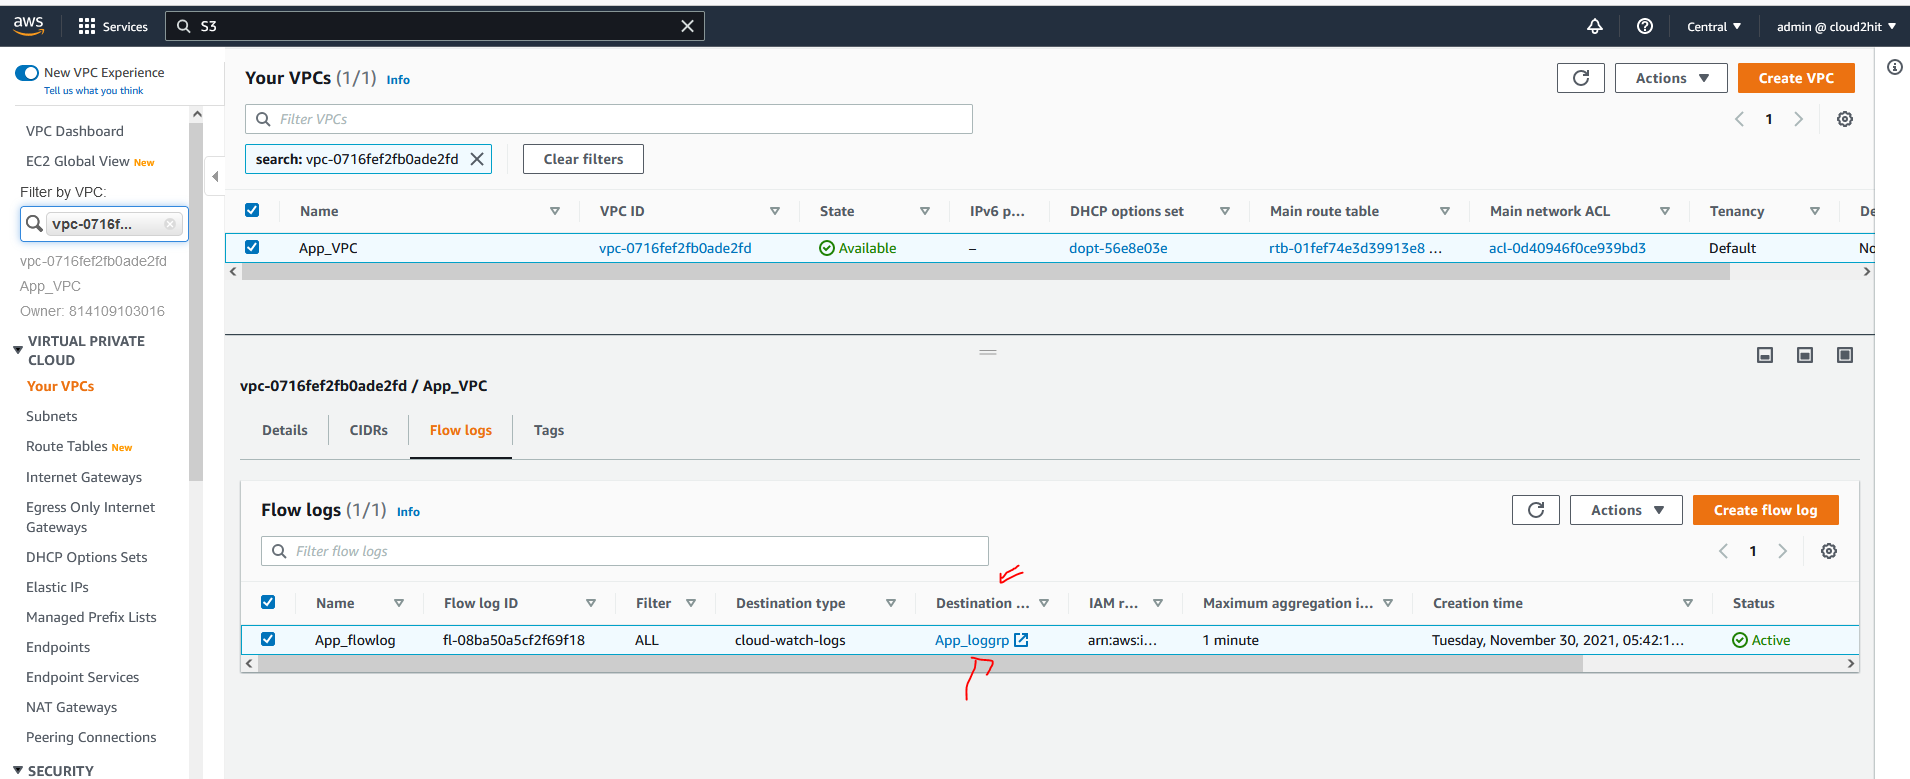 aws
Services
S3
Central
admin @ cloud2hit
New VPC Experience
Tell us what you think
VPC Dashboard
EC2 Global View New
Filter by VPC:
vpc-0716f...
vpc-0716fef2fb0ade2fd
App_VPC
Owner: 814109103016
VIRTUAL PRIVATE
CLOUD
Your VPCs
Subnets
Route Tables New
Internet Gateways
Egress Only Internet
Gateways
DHCP Options Sets
Elastic IPs
Managed Prefix Lists
Endpoints
Endpoint Services
NAT Gateways
Peering Connections
SECURITY
Your VPCs (1/1) Info
Actions
Create VPC
Filter VPCs
1
search: vpc-0716fef2fb0ade2fd
Clear filters
Name VPC ID State IPv6 p... DHCP options set Main route table Main network ACL Tenancy De
App_VPC vpc-0716fef2fb0ade2fd Available – dopt-56e8e03e rtb-01fef74e3d39913e8 ... acl-0d40946f0ce939bd3 Default No
vpc-0716fef2fb0ade2fd / App_VPC
Details CIDRs Flow logs Tags
Flow logs (1/1) Info
Actions
Create flow log
Filter flow logs
1
Name Flow log ID Filter Destination type Destination ... IAM r... Maximum aggregation i... Creation time Status
App_flowlog fl-08ba50a5cf2f69f18 ALL cloud-watch-logs App_loggrp arn:aws:i... 1 minute Tuesday, November 30, 2021, 05:42:1... Active